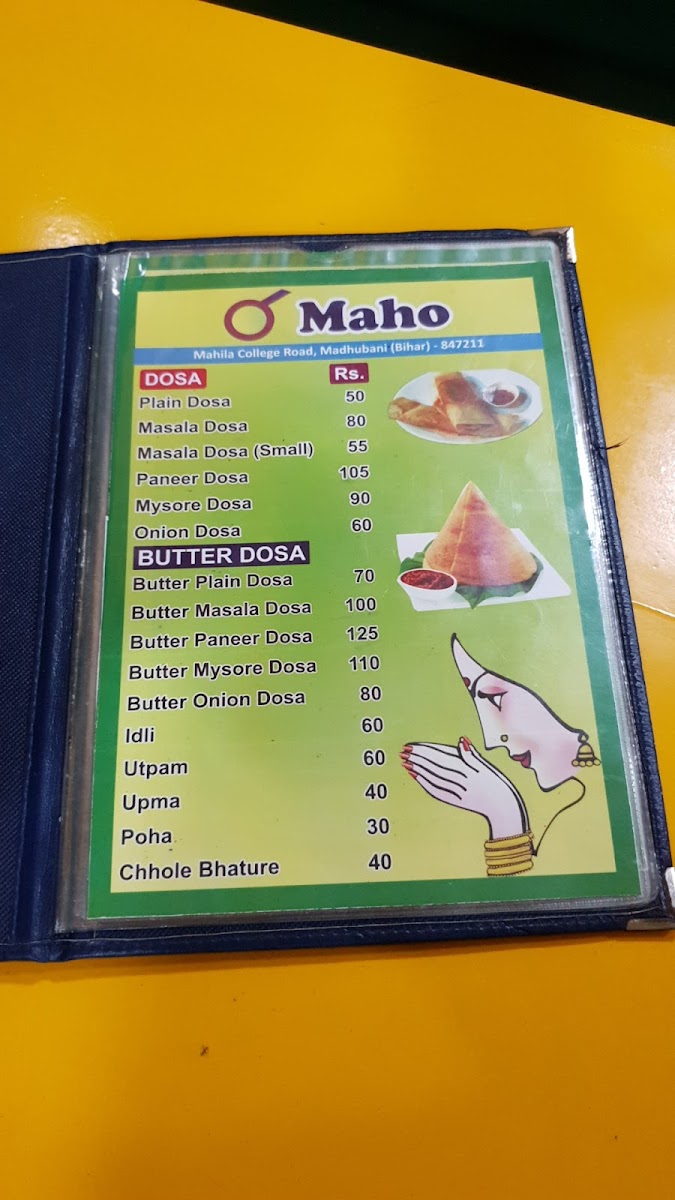 Maho
Mahila College Road, Madhubani (Bihar) - 847211
DOSA Rs.
Plain Dosa 50
Masala Dosa 80
Masala Dosa (Small) 55
Paneer Dosa 105
Mysore Dosa 90
Onion Dosa 60
BUTTER DOSA
Butter Plain Dosa 70
Butter Masala Dosa 100
Butter Paneer Dosa 125
Butter Mysore Dosa 110
Butter Onion Dosa 80
Idli 60
Utpam 60
Upma 40
Poha 30
Chhole Bhature 40